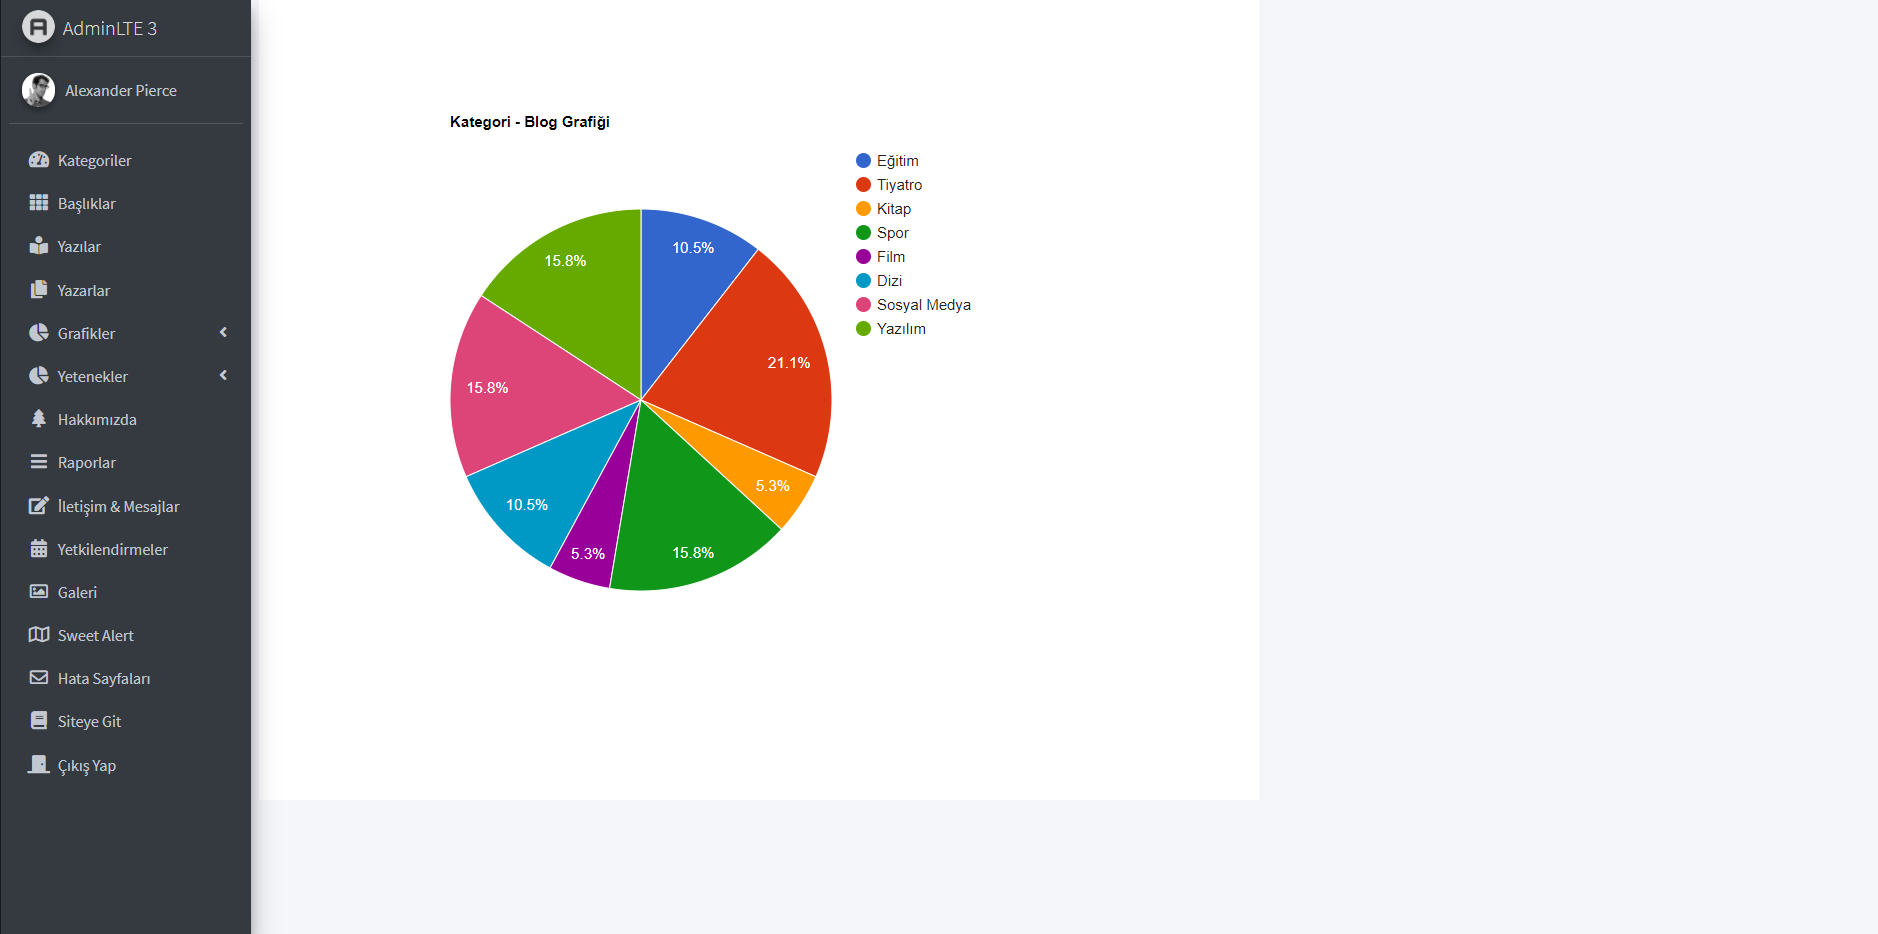 AdminLTE 3
Alexander Pierce
Kategoriler
Başlıklar
Yazılar
Yazarlar
Grafikler
Yetenekler
Hakkımızda
Raporlar
İletişim & Mesajlar
Yetkilendirmeler
Galeri
Sweet Alert
Hata Sayfaları
Siteye Git
Çıkış Yap
Kategori - Blog Grafiği
Eğitim
Tiyatro
Kitap
Spor
Film
Dizi
Sosyal Medya
Yazılım
10.5%
21.1%
5.3%
15.8%
5.3%
10.5%
15.8%
15.8%